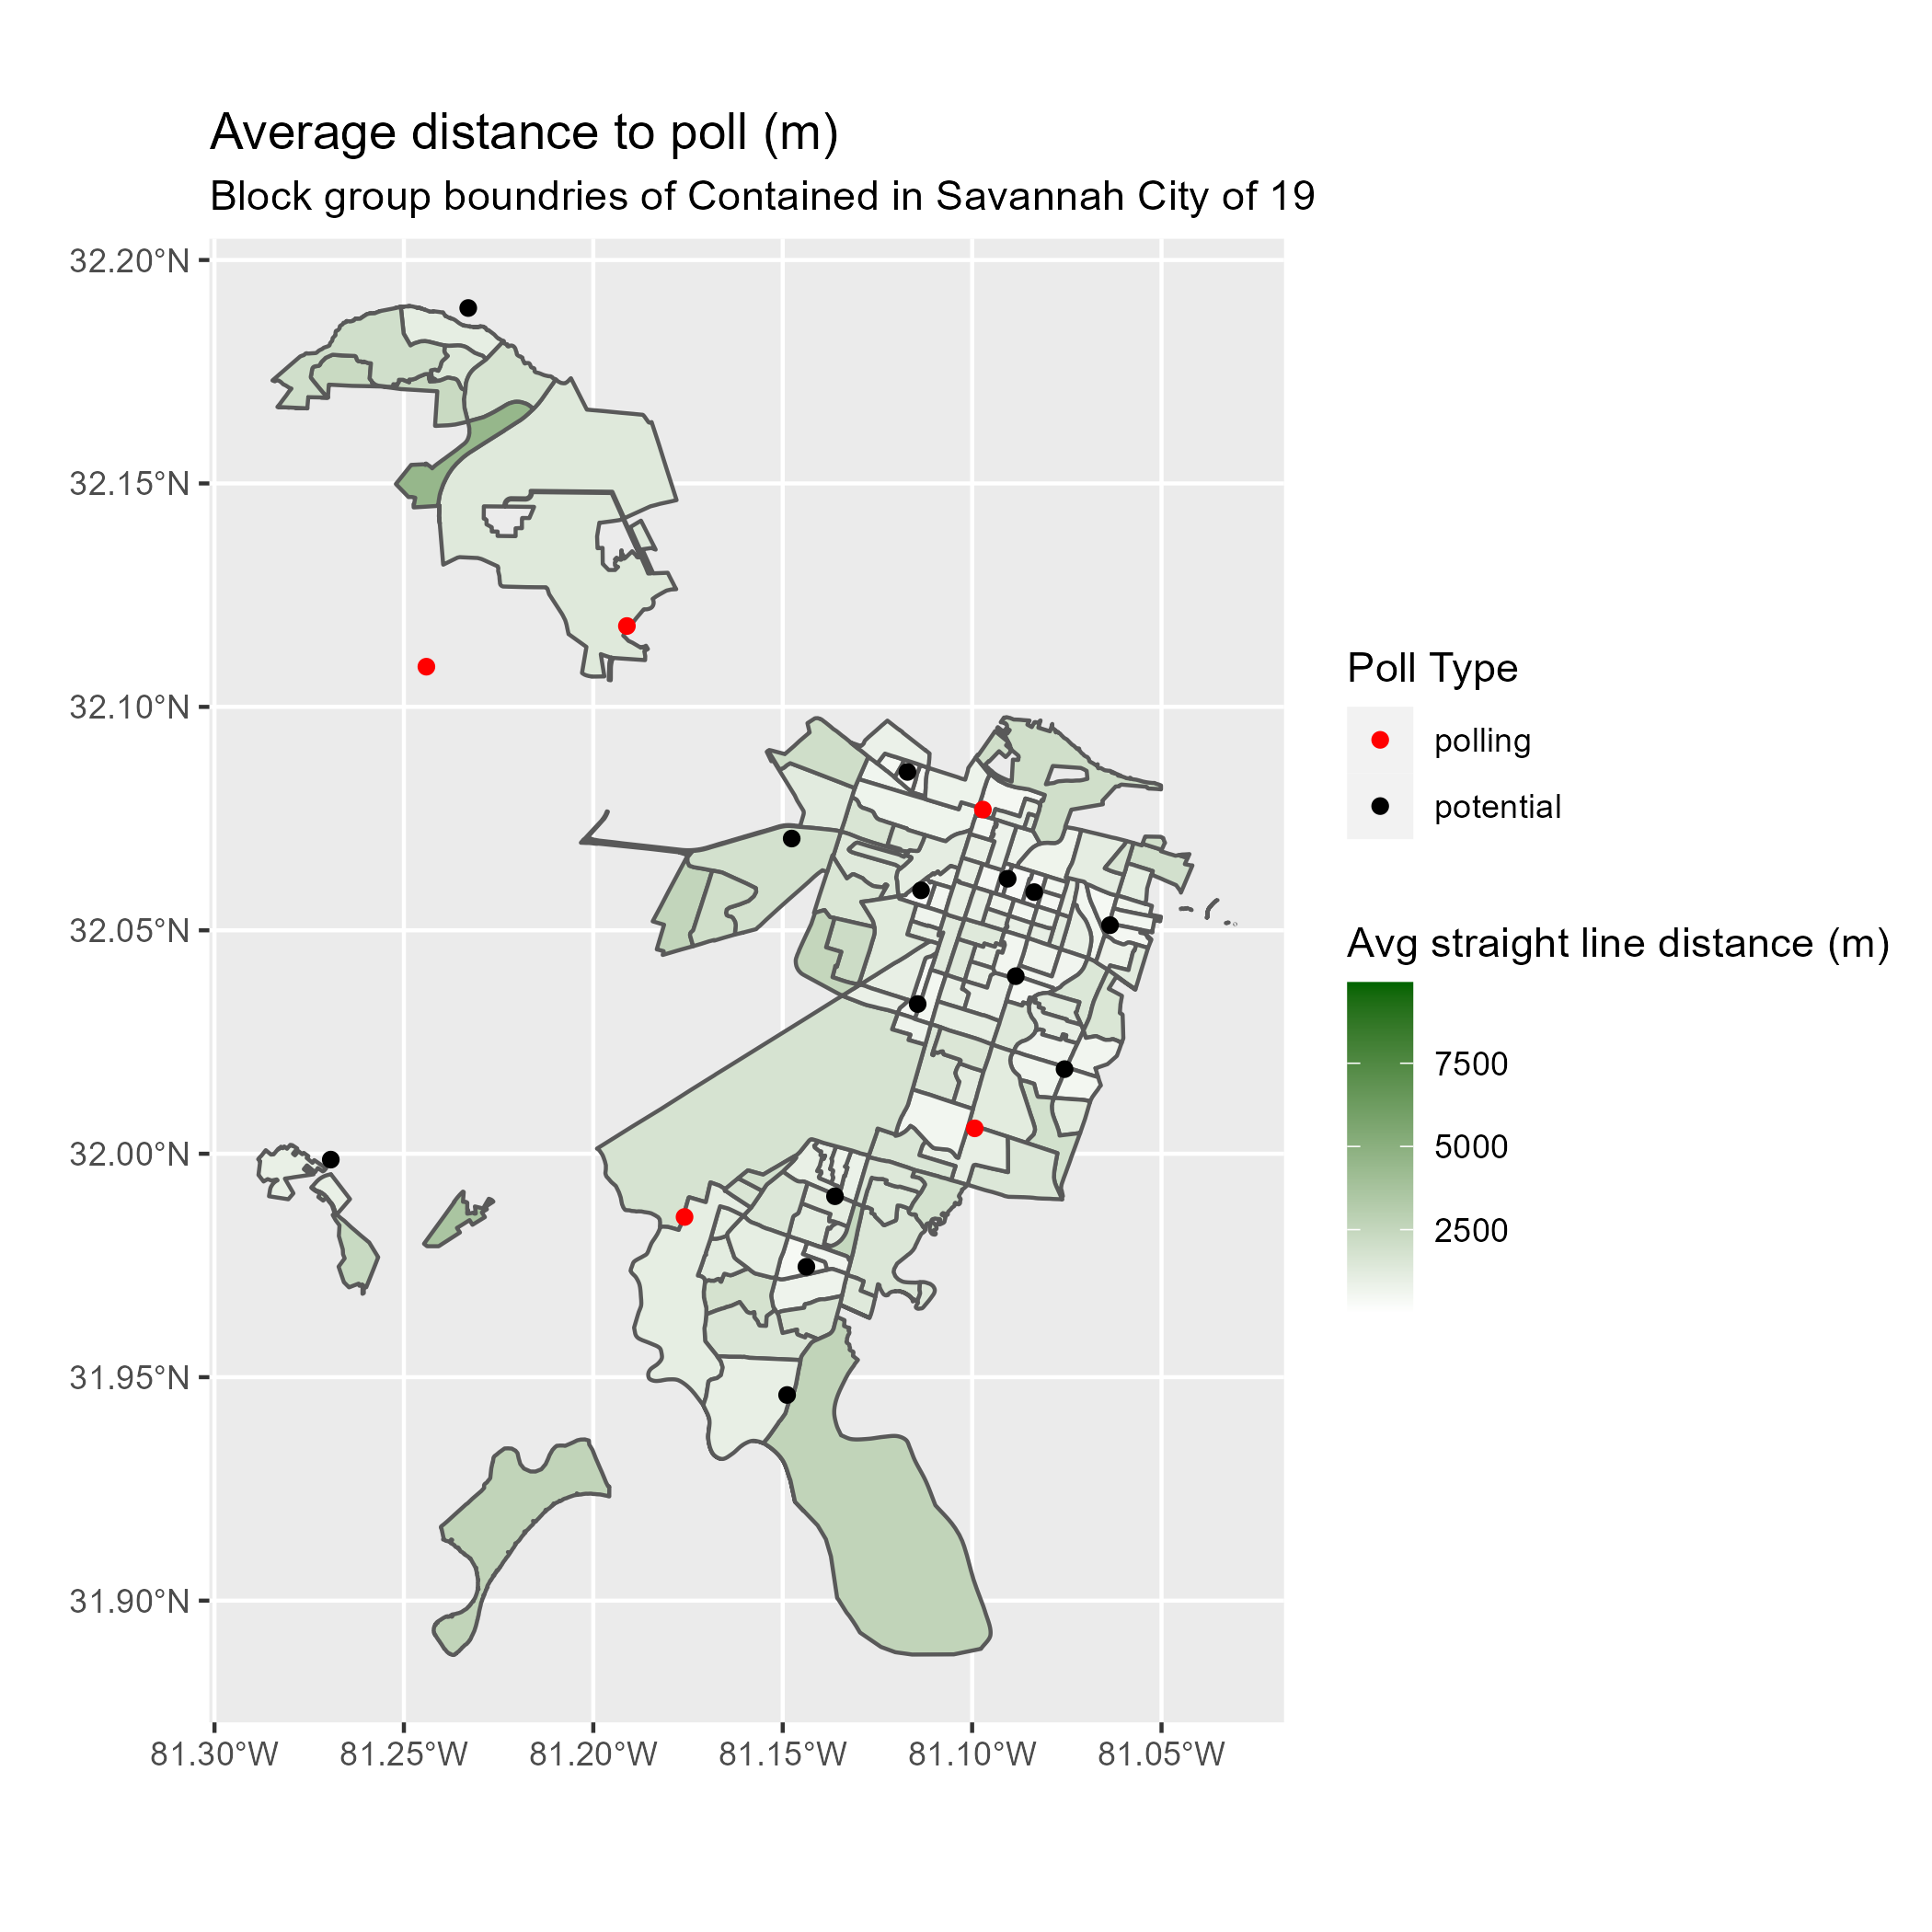 Average distance to poll (m)
Block group boundries of Contained in Savannah City of 19
32.20°N
32.15°N
32.10°N
32.05°N
32.00°N
31.95°N
31.90°N
81.30°W
81.25°W
81.20°W
81.15°W
81.10°W
81.05°W
Poll Type
polling
potential
Avg straight line distance (m)
7500
5000
2500